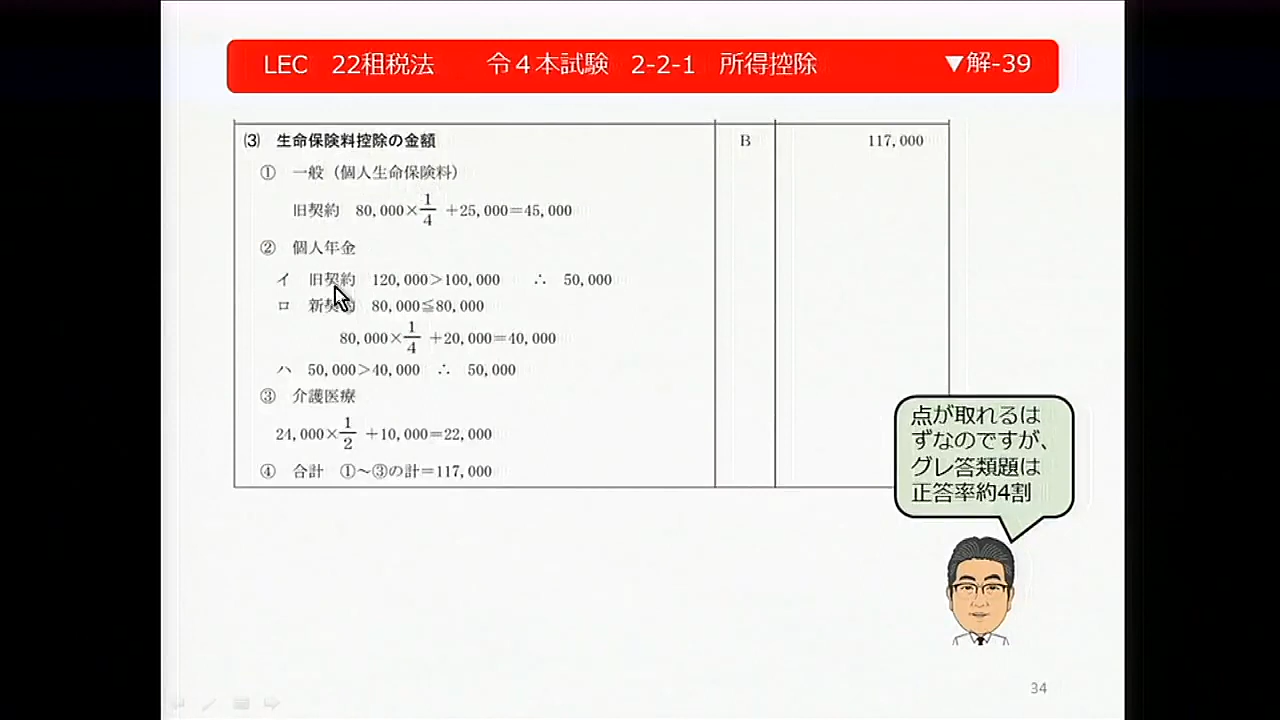 LEC 22租税法 令4本試験 2-2-1 所得控除 ▼解-39
⑶ 生命保険料控除の金額 B 117,000
① 一般（個人生命保険料）
旧契約 80,000×1/4+25,000=45,000
② 個人年金
イ 旧契約 120,000>100,000 ∴ 50,000
ロ 新契約 80,000≦80,000
80,000×1/4+20,000=40,000
ハ 50,000>40,000 ∴ 50,000
③ 介護医療
24,000×1/2+10,000=22,000
④ 合計 ①～③の計=117,000
点が取れるは
ずなのですが、
グレ答類題は
正答率約4割
34